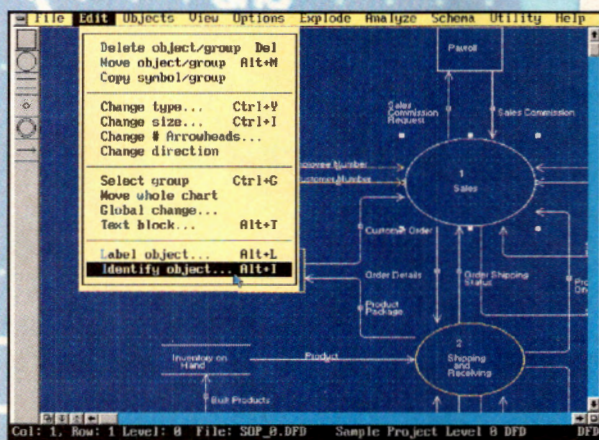 File Edit Objects View Options Explode Analyze Schema Utility Help
Delete object/group Del
Move object/group Alt+M
Copy symbol/group
Change type... Ctrl+Y
Change size... Ctrl+I
Change # Arrowheads...
Change direction
Select group Ctrl+G
Move whole chart
Global change...
Text block... Alt+T
Label object... Alt+L
Identify object... Alt+I
Payroll
Sales
Commission
Request
Sales Commission
Number
Number
1
Sales
Customer Order
Order Details
Order Shipping
Status
Product
Package
Inventory on
Hand
Product
2
Shipping
and
Receiving
Built Products
Col: 1, Row: 1 Level: 0 File: SOP_0.DFD Sample Project Level 0 DFD DFD